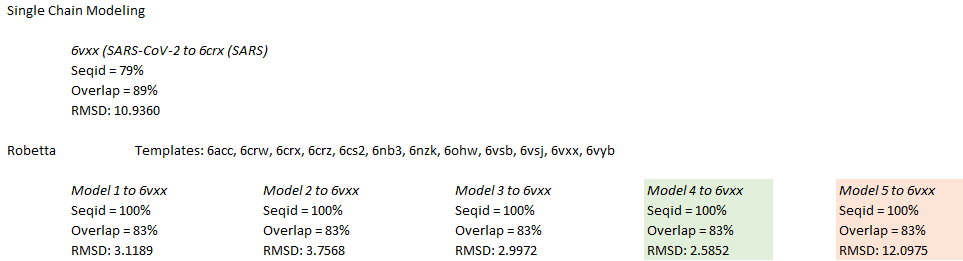 Single Chain Modeling
6vxx (SARS-CoV-2 to 6crx (SARS)
Seqid = 79%
Overlap = 89%
RMSD: 10.9360
Robetta Templates: 6acc, 6crw, 6crx, 6crz, 6cs2, 6nb3, 6nzk, 6ohw, 6vsb, 6vsj, 6vxx, 6vyb
Model 1 to 6vxx
Seqid = 100%
Overlap = 83%
RMSD: 3.1189
Model 2 to 6vxx
Seqid = 100%
Overlap = 83%
RMSD: 3.7568
Model 3 to 6vxx
Seqid = 100%
Overlap = 83%
RMSD: 2.9972
Model 4 to 6vxx
Seqid = 100%
Overlap = 83%
RMSD: 2.5852
Model 5 to 6vxx
Seqid = 100%
Overlap = 83%
RMSD: 12.0975